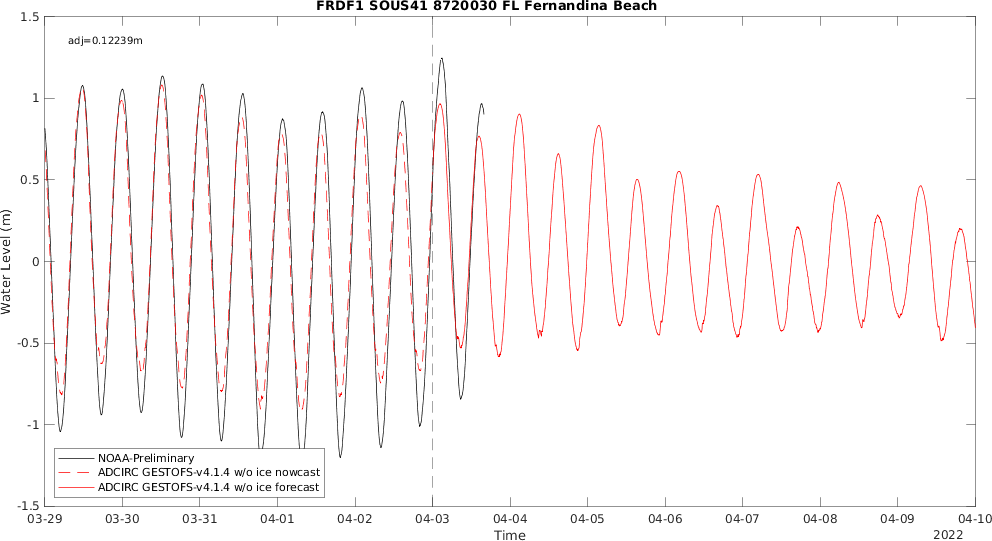 FRDF1 SOUS41 8720030 FL Fernandina Beach
1.5
adj=0.12239m
1
0.5
0
-0.5
-1
-1.5
Water Level (m)
NOAA-Preliminary
ADCIRC GESTOFS-v4.1.4 w/o ice nowcast
ADCIRC GESTOFS-v4.1.4 w/o ice forecast
03-29 03-30 03-31 04-01 04-02 04-03 04-04 04-05 04-06 04-07 04-08 04-09 04-10
Time
2022